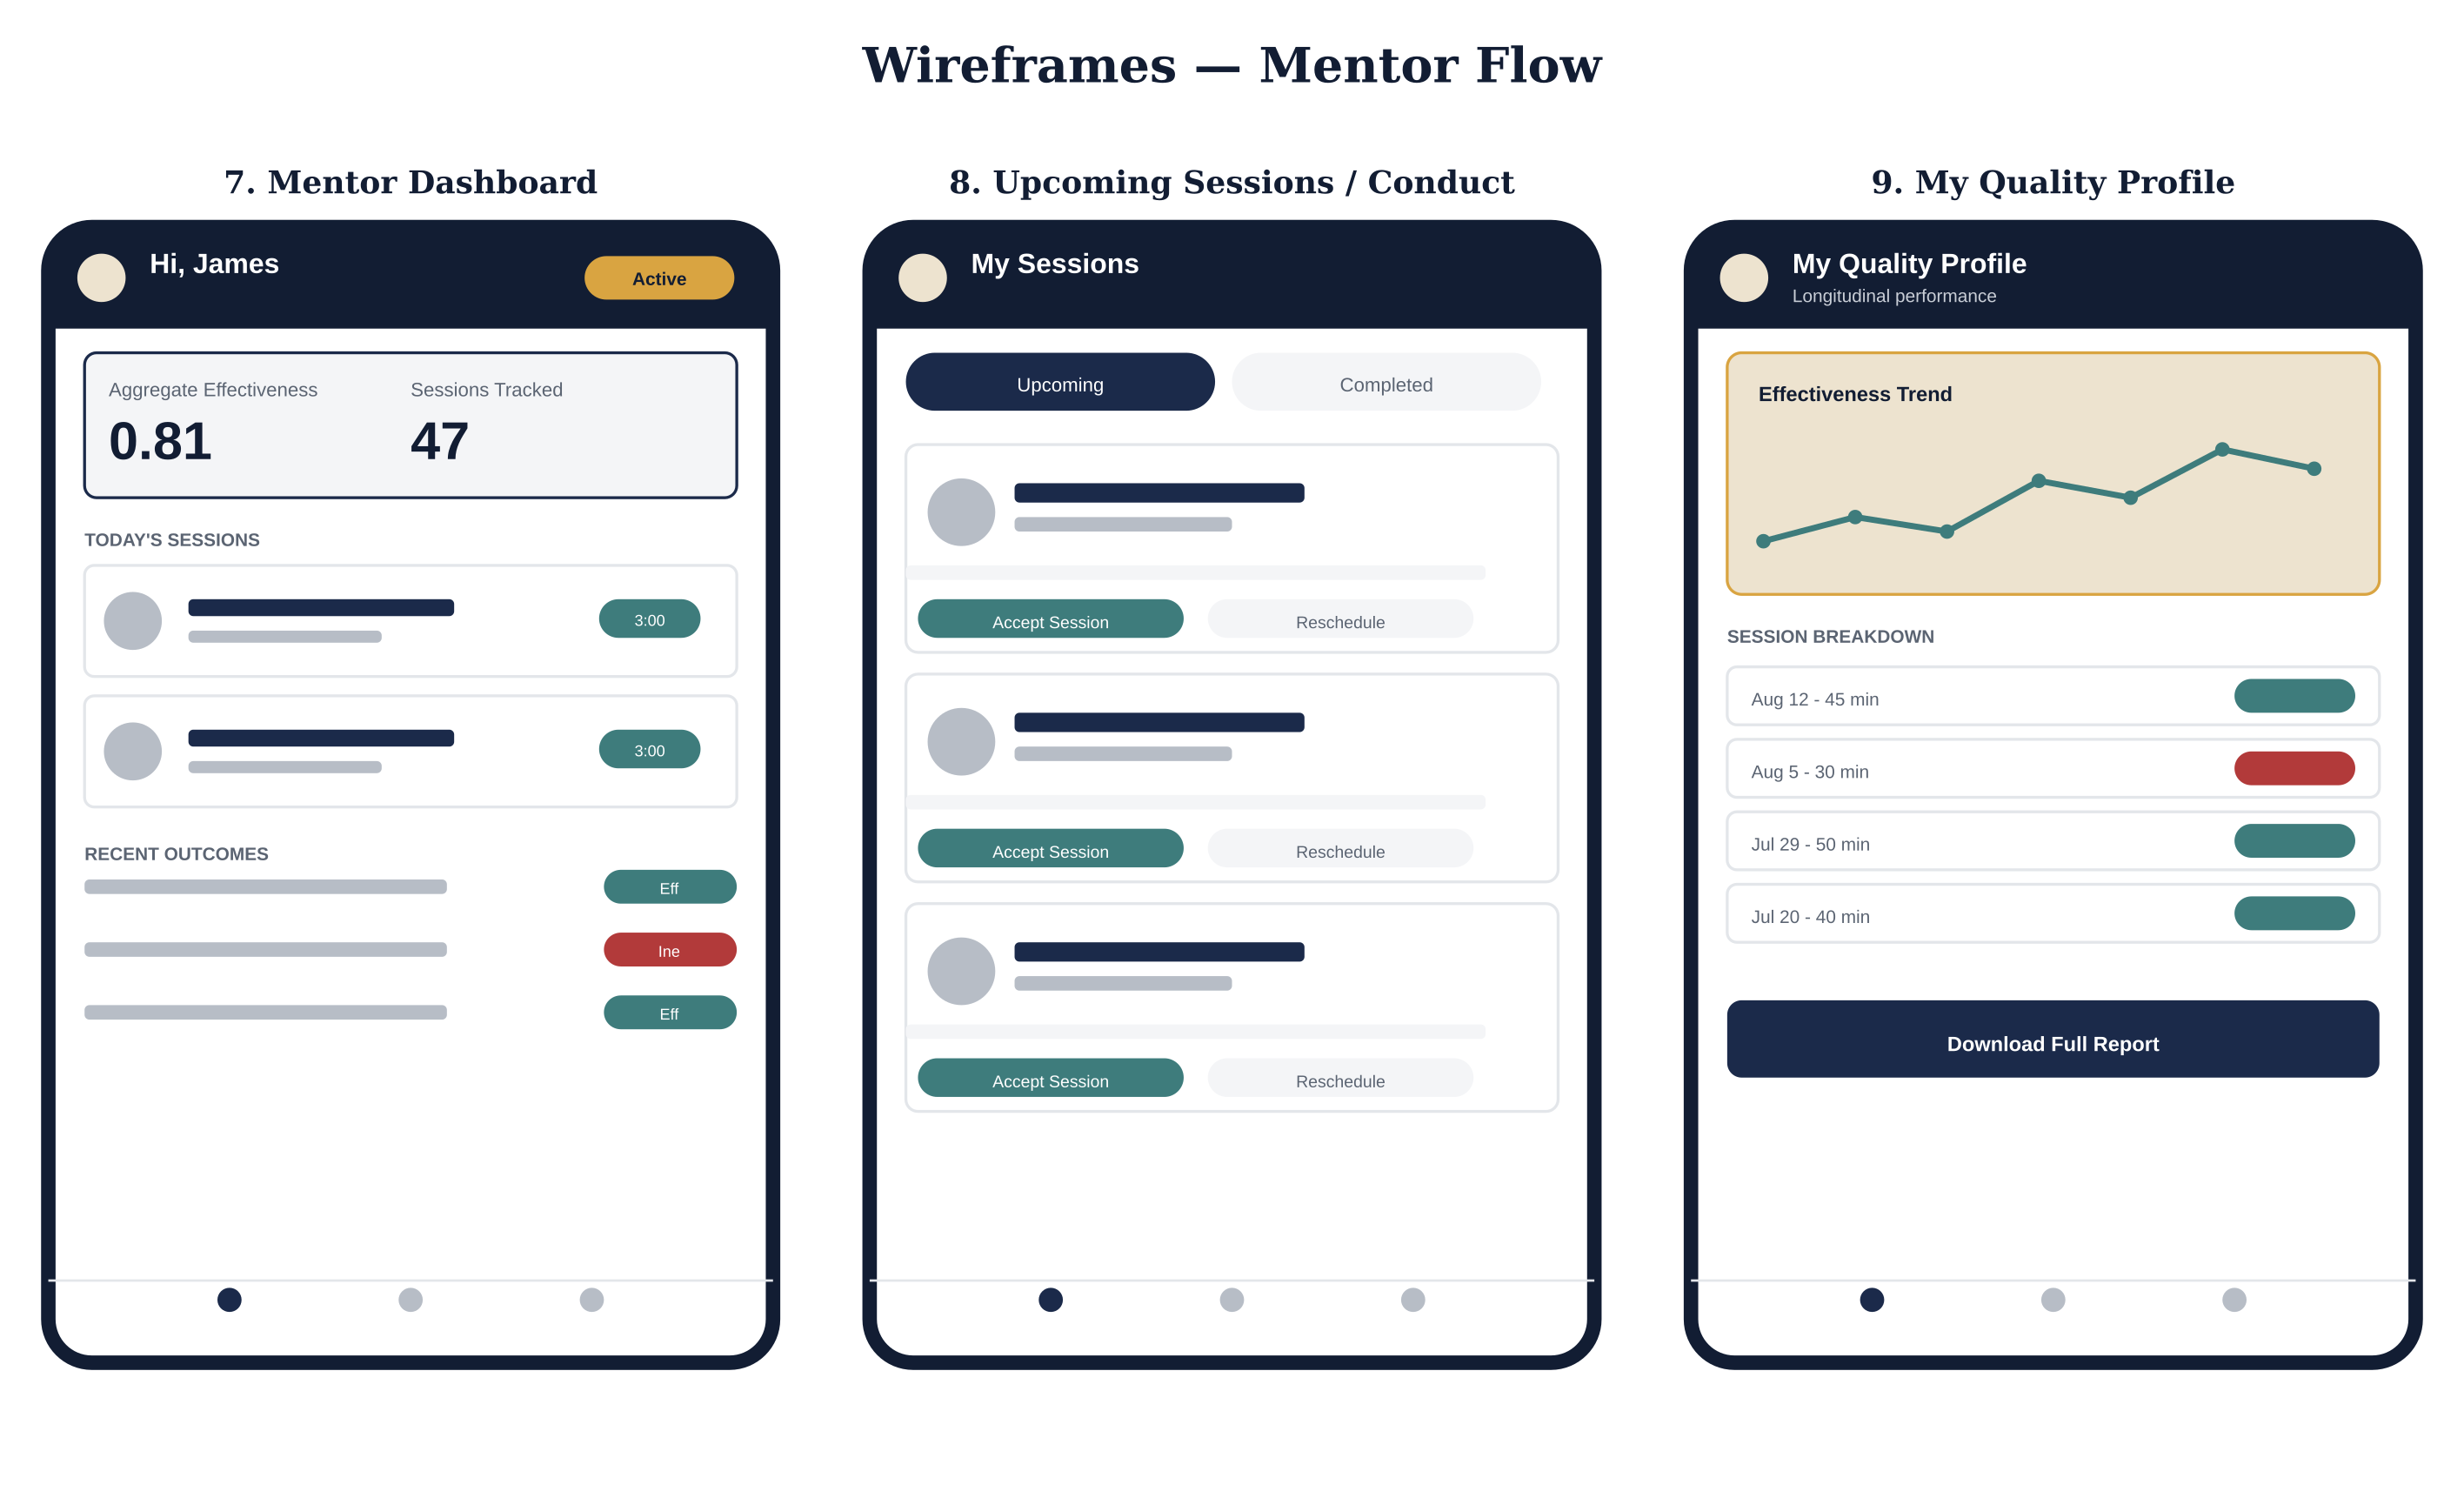 Wireframes — Mentor Flow
7. Mentor Dashboard
Hi, James
Active
Aggregate Effectiveness
Sessions Tracked
0.81
47
TODAY'S SESSIONS
3:00
3:00
RECENT OUTCOMES
Eff
Ine
Eff
8. Upcoming Sessions / Conduct
My Sessions
Upcoming
Completed
Accept Session
Reschedule
Accept Session
Reschedule
Accept Session
Reschedule
9. My Quality Profile
My Quality Profile
Longitudinal performance
Effectiveness Trend
SESSION BREAKDOWN
Aug 12 - 45 min
Aug 5 - 30 min
Jul 29 - 50 min
Jul 20 - 40 min
Download Full Report